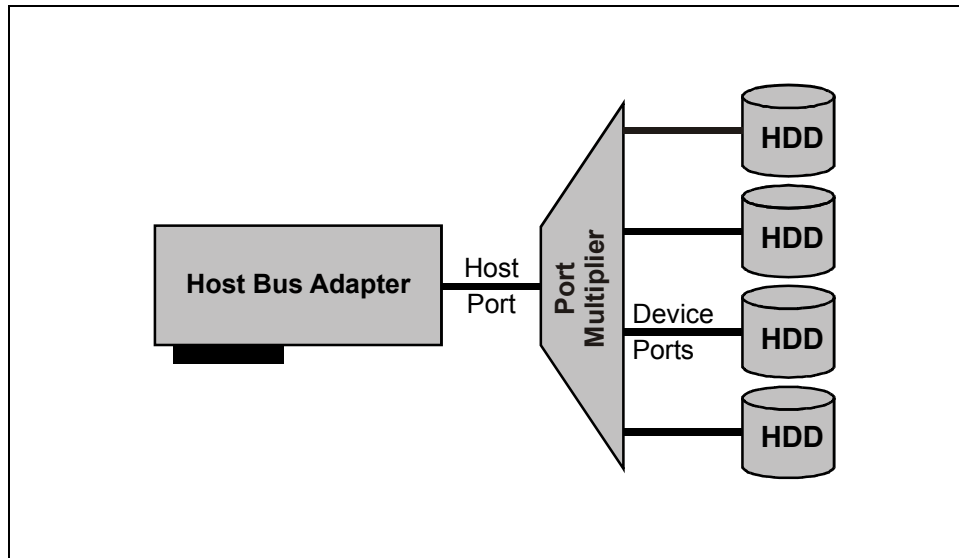 Host Bus Adapter
Host
Port
Port
Multiplier
Device
Ports
HDD
HDD
HDD
HDD